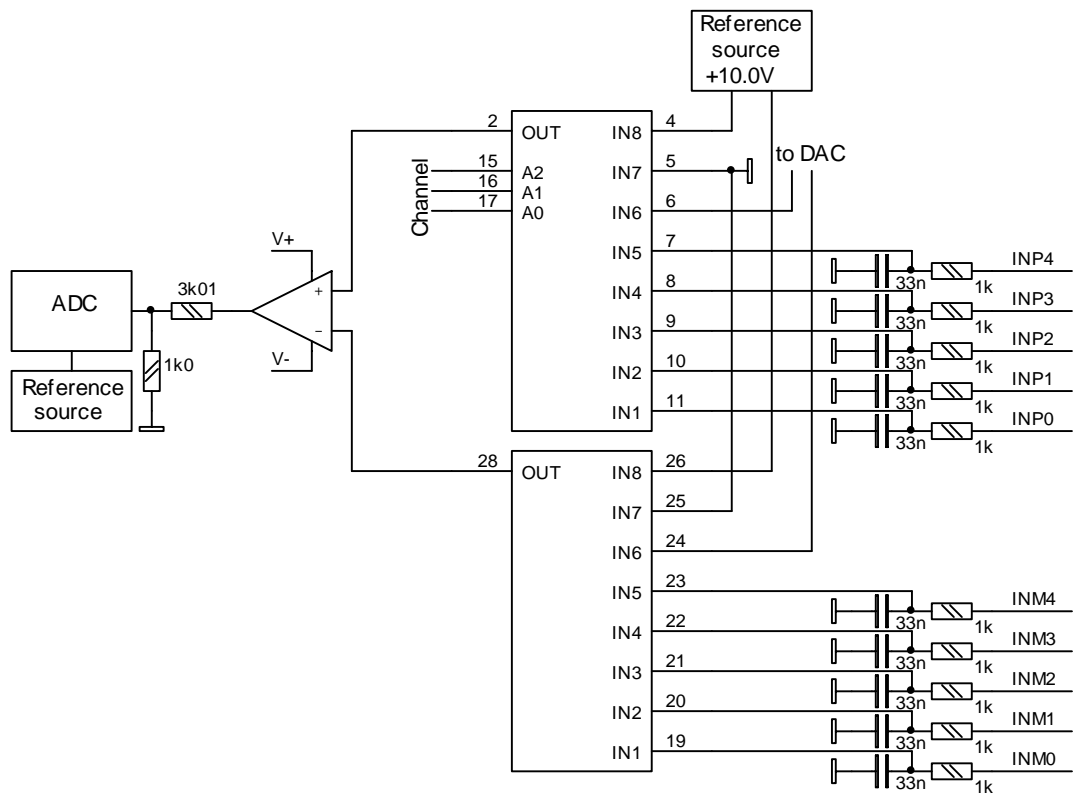 Reference
source
+10.0V
2
OUT
IN8
4
to DAC
15
A2
IN7
5
16
A1
17
A0
IN6
6
Channel
V+
IN5
7
INP4
3k01
+
IN4
8
33n
1k
INP3
ADC
−
IN3
9
33n
1k
INP2
V-
1k0
IN2
10
33n
1k
INP1
Reference
source
IN1
11
33n
1k
INP0
33n
1k
28
OUT
IN8
26
IN7
25
IN6
24
IN5
23
INM4
IN4
22
33n
1k
INM3
IN3
21
33n
1k
INM2
IN2
20
33n
1k
INM1
IN1
19
33n
1k
INM0
33n
1k